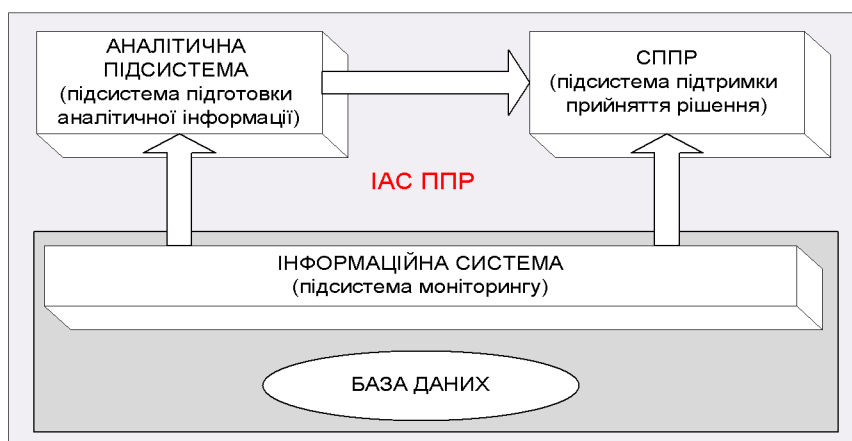 АНАЛІТИЧНА
ПІДСИСТЕМА
(підсистема підготовки
аналітичної інформації)
СППР
(підсистема підтримки
прийняття рішення)
ІАС ППР
ІНФОРМАЦІЙНА СИСТЕМА
(підсистема моніторингу)
БАЗА ДАНИХ